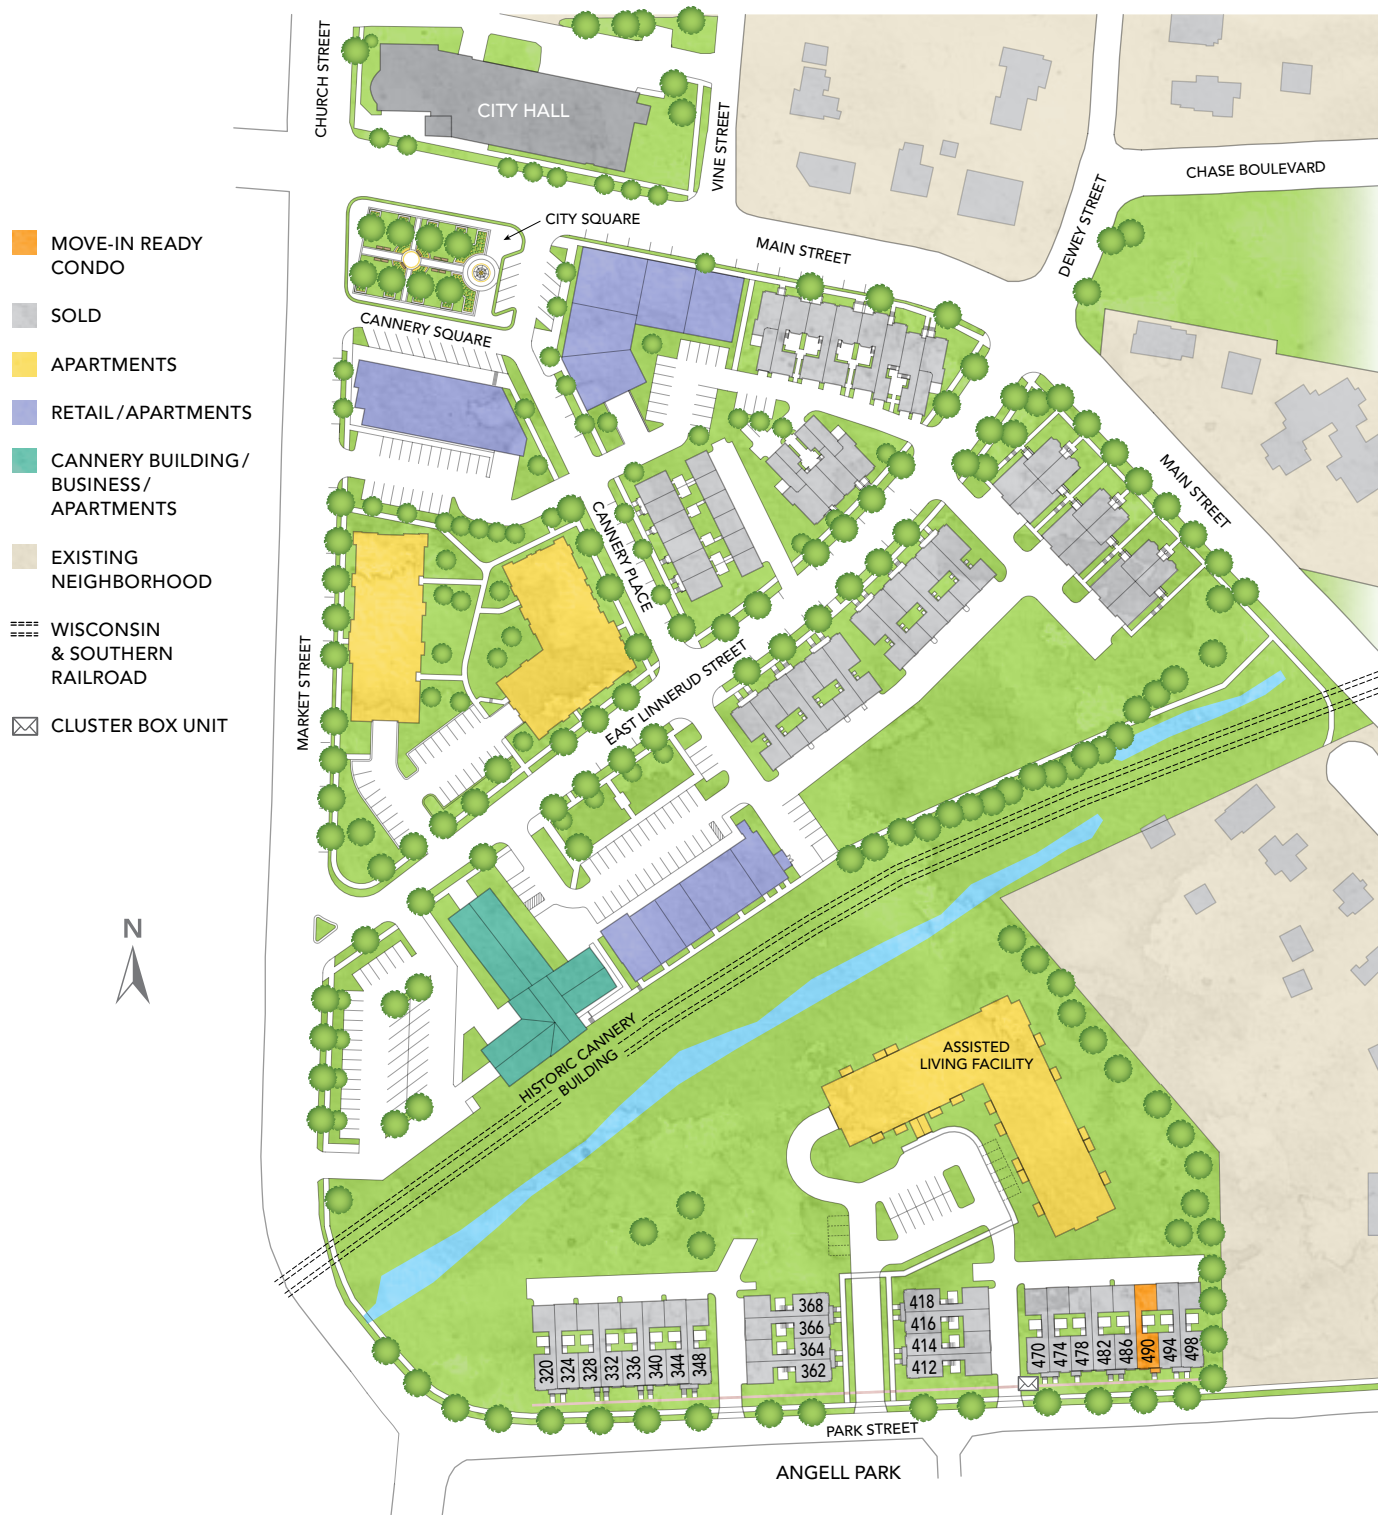 CHURCH STREET
CITY HALL
VINE STREET
CHASE BOULEVARD
DEWEY STREET
CITY SQUARE
MAIN STREET
CANNERY SQUARE
MOVE-IN READY
CONDO
SOLD
APARTMENTS
RETAIL / APARTMENTS
CANNERY BUILDING /
BUSINESS /
APARTMENTS
EXISTING
NEIGHBORHOOD
WISCONSIN
& SOUTHERN
RAILROAD
CLUSTER BOX UNIT
MAIN STREET
CANNERY PLACE
MARKET STREET
EAST LINNERUD STREET
N
HISTORIC CANNERY
BUILDING
ASSISTED
LIVING FACILITY
320
324
328
332
336
340
344
348
368
366
364
362
418
416
414
412
470
474
478
482
486
490
494
498
PARK STREET
ANGELL PARK